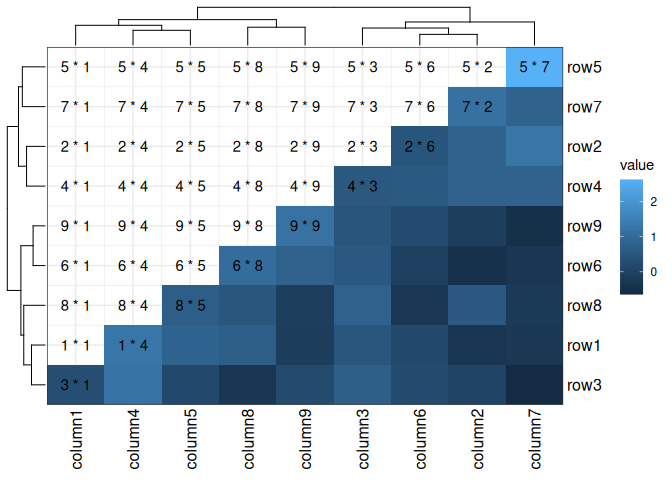 5 * 1 5 * 4 5 * 5 5 * 8 5 * 9 5 * 3 5 * 6 5 * 2 5 * 7 row5
7 * 1 7 * 4 7 * 5 7 * 8 7 * 9 7 * 3 7 * 6 7 * 2 row7
2 * 1 2 * 4 2 * 5 2 * 8 2 * 9 2 * 3 2 * 6 row2
4 * 1 4 * 4 4 * 5 4 * 8 4 * 9 4 * 3 row4
9 * 1 9 * 4 9 * 5 9 * 8 9 * 9 row9
6 * 1 6 * 4 6 * 5 6 * 8 row6
8 * 1 8 * 4 8 * 5 row8
1 * 1 1 * 4 row1
3 * 1 row3
column1 column4 column5 column8 column9 column3 column6 column2 column7
value
2
1
0